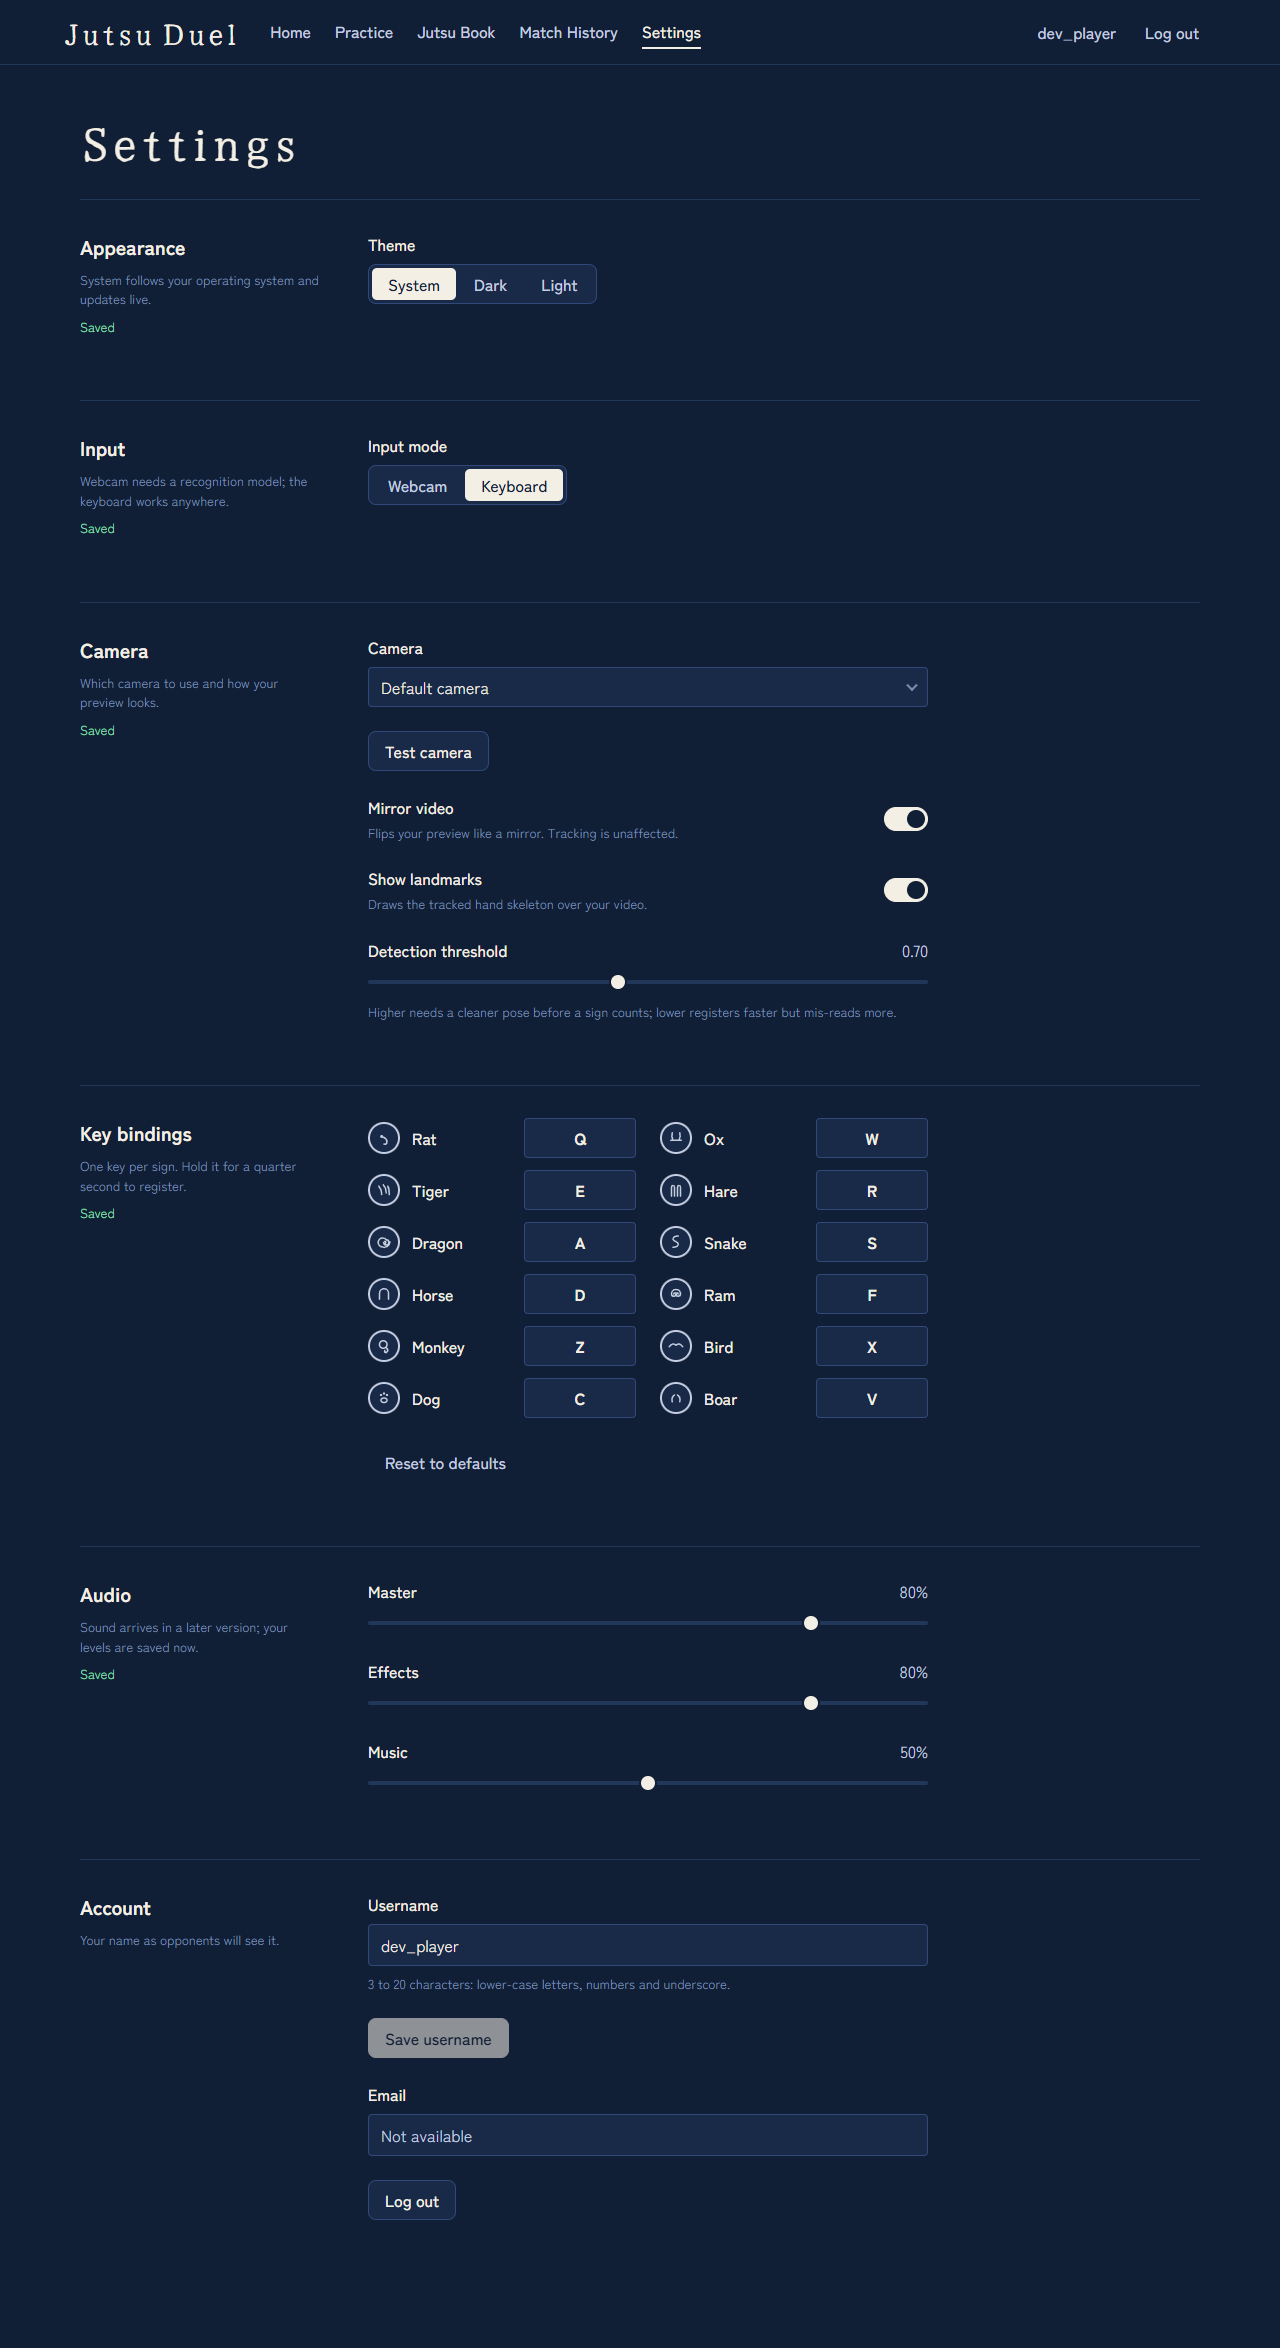 Jutsu Duel Home Practice Jutsu Book Match History Settings dev_player Log out
Settings
Appearance
System follows your operating system and
updates live.
Saved
Theme
System Dark Light
Input
Webcam needs a recognition model; the
keyboard works anywhere.
Saved
Input mode
Webcam Keyboard
Camera
Which camera to use and how your
preview looks.
Saved
Camera
Default camera
Test camera
Mirror video
Flips your preview like a mirror. Tracking is unaffected.
Show landmarks
Draws the tracked hand skeleton over your video.
Detection threshold 0.70
Higher needs a cleaner pose before a sign counts; lower registers faster but mis-reads more.
Key bindings
One key per sign. Hold it for a quarter
second to register.
Saved
Rat Q Ox W
Tiger E Hare R
Dragon A Snake S
Horse D Ram F
Monkey Z Bird X
Dog C Boar V
Reset to defaults
Audio
Sound arrives in a later version; your
levels are saved now.
Saved
Master 80%
Effects 80%
Music 50%
Account
Your name as opponents will see it.
Username
dev_player
3 to 20 characters: lower-case letters, numbers and underscore.
Save username
Email
Not available
Log out